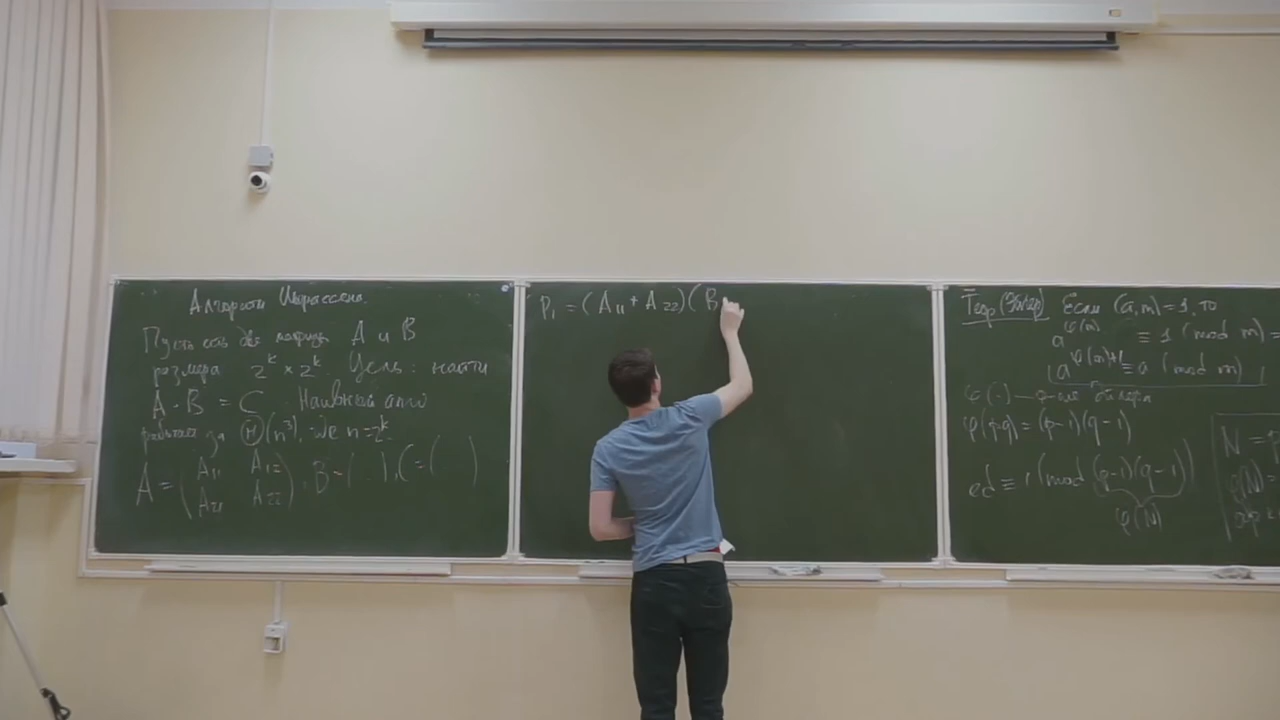 Алгоритм Штрассена.
Пусть есть две матрицы A и B
размера 2^k × 2^k. Цель: найти
A · B = C. Наивный алго
работает за Θ(n³), где n = 2^k.
A = (A₁₁ A₁₂
A₂₁ A₂₂), B = ( ), C = ( )
P₁ = (A₁₁ + A₂₂)(B
Теор (Эйлер) Если (a, m) = 1, то
a^φ(m) ≡ 1 (mod m) =
a^φ(m)+1 ≡ a (mod m)
φ(·) — ф-ия Эйлера
φ(p·q) = (p-1)(q-1)
ed ≡ 1 (mod (p-1)(q-1))
φ(N)
N =
φ(N) =